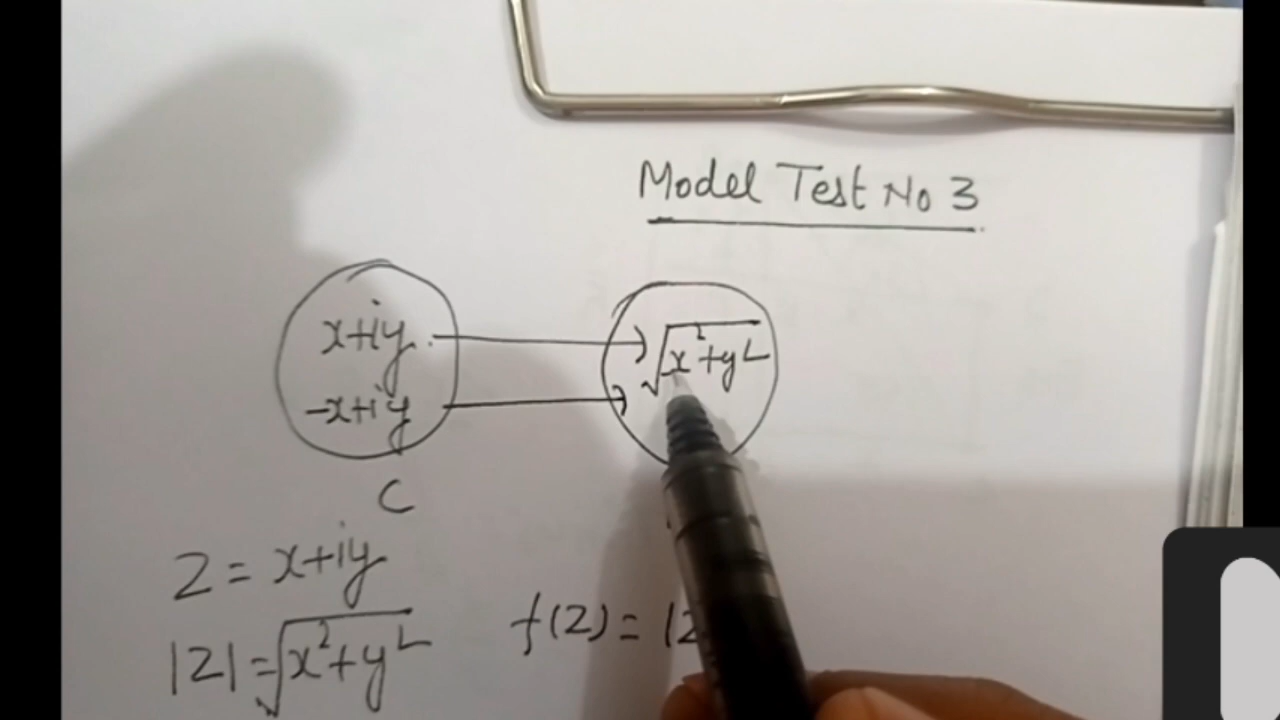 Model Test No 3
x+iy
√x²+y²
-x+iy
C
Z = x+iy
|Z| = √x²+y²
f(Z) = |Z